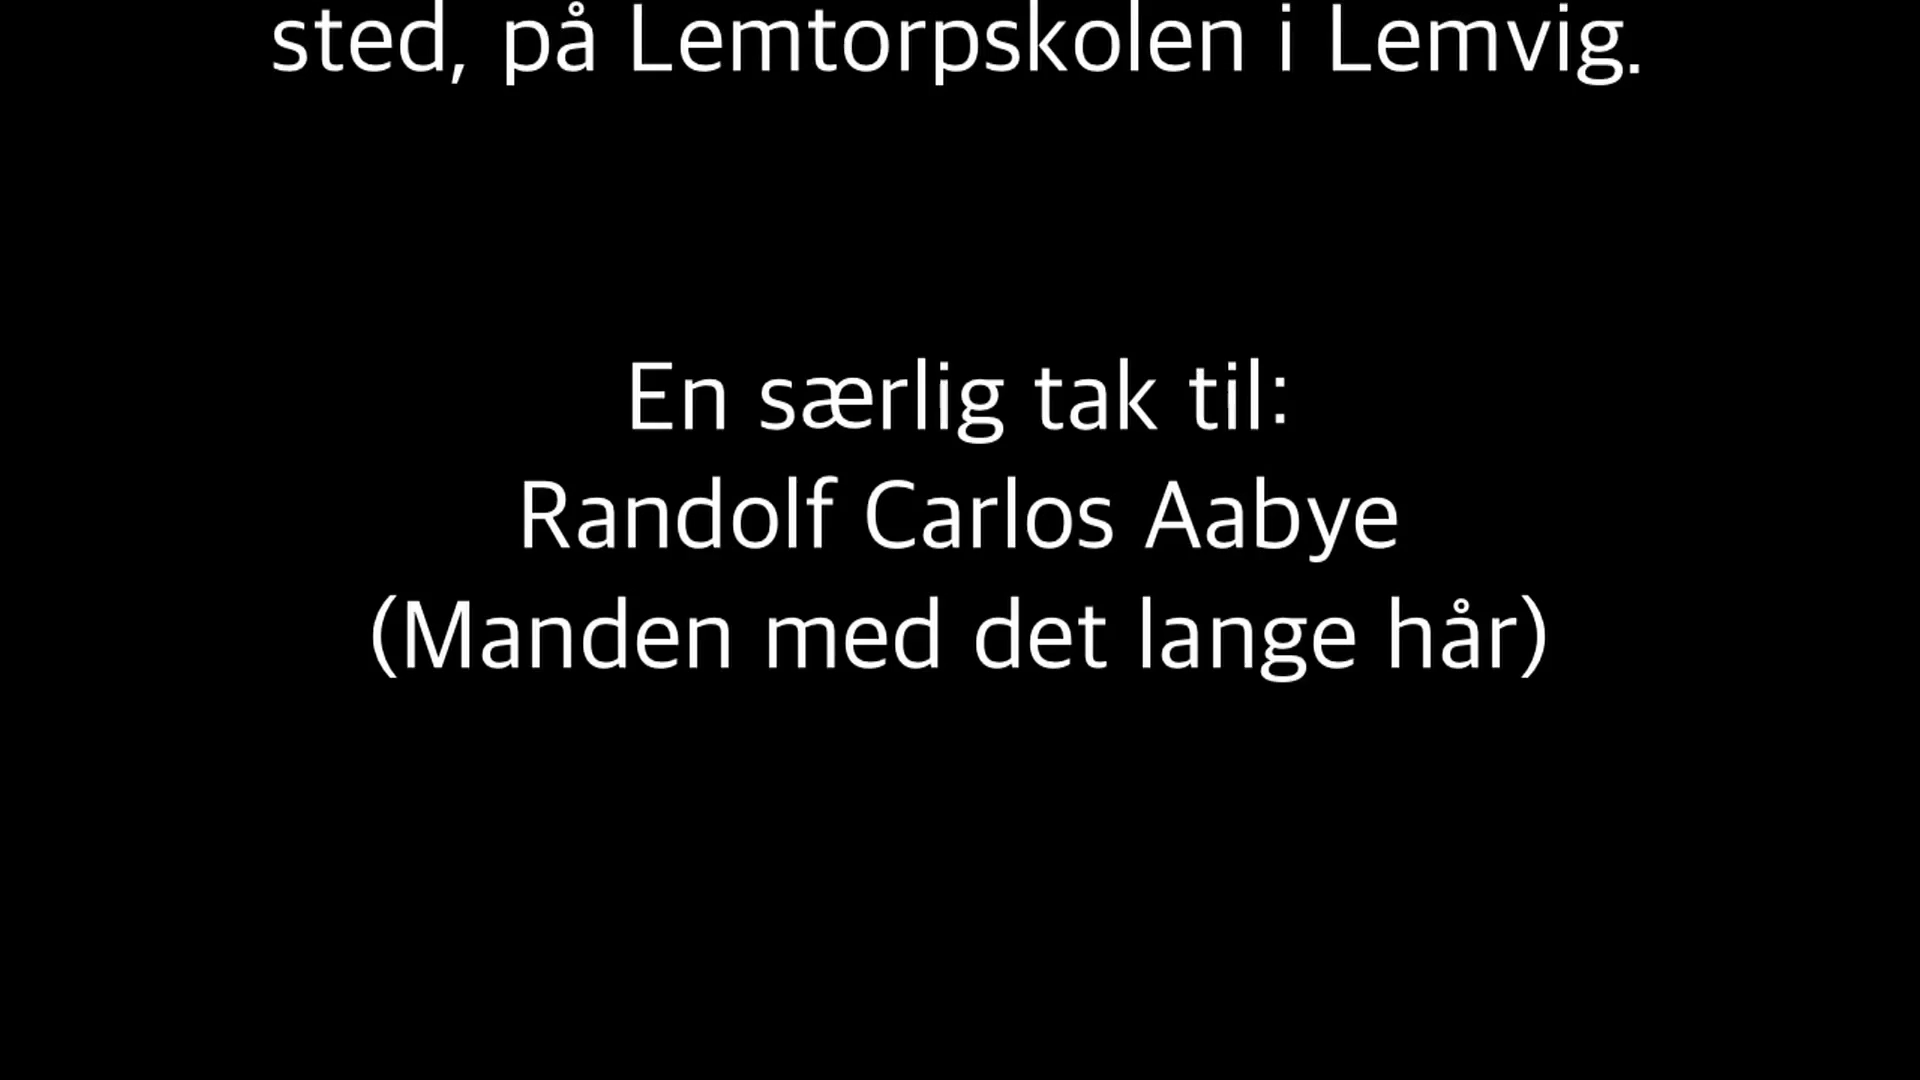 sted, på Lemtorpskolen i Lemvig.
En særlig tak til:
Randolf Carlos Aabye
(Manden med det lange hår)